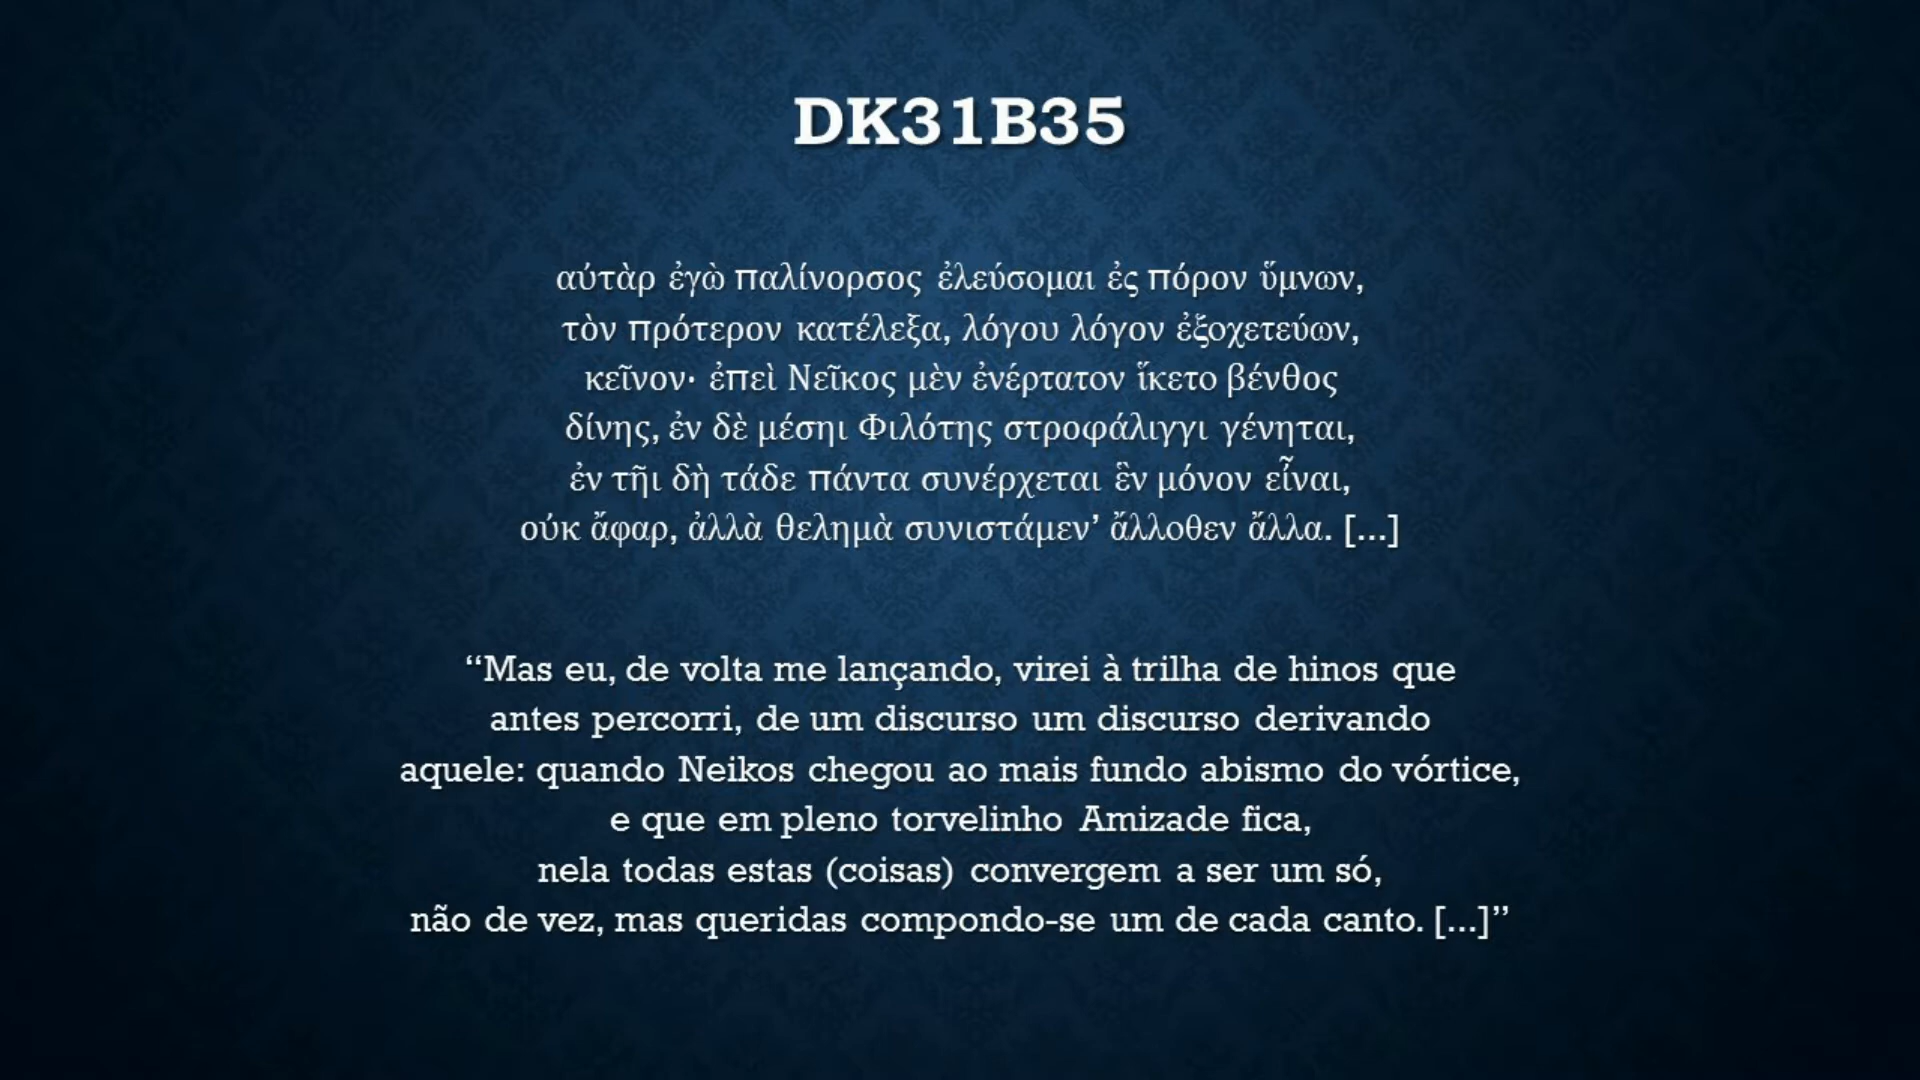 DK31B35
αύτὰρ ἐγὼ παλίνορσος ἐλεύσομαι ἐς πόρον ὕμνων,
τὸν πρότερον κατέλεξα, λόγου λόγον ἐξοχετεύων,
κεῖνον· ἐπεὶ Νεῖκος μὲν ἐνέρτατον ἵκετο βένθος
δίνης, ἐν δὲ μέσηι Φιλότης στροφάλιγγι γένηται,
ἐν τῆι δὴ τάδε πάντα συνέρχεται ἓν μόνον εἶναι,
ούκ ἄφαρ, ἀλλὰ θελημὰ συνιστάμεν’ ἄλλοθεν ἄλλα. [...]
“Mas eu, de volta me lançando, virei à trilha de hinos que
antes percorri, de um discurso um discurso derivando
aquele: quando Neikos chegou ao mais fundo abismo do vórtice,
e que em pleno torvelinho Amizade fica,
nela todas estas (coisas) convergem a ser um só,
não de vez, mas queridas compondo-se um de cada canto. [...]”